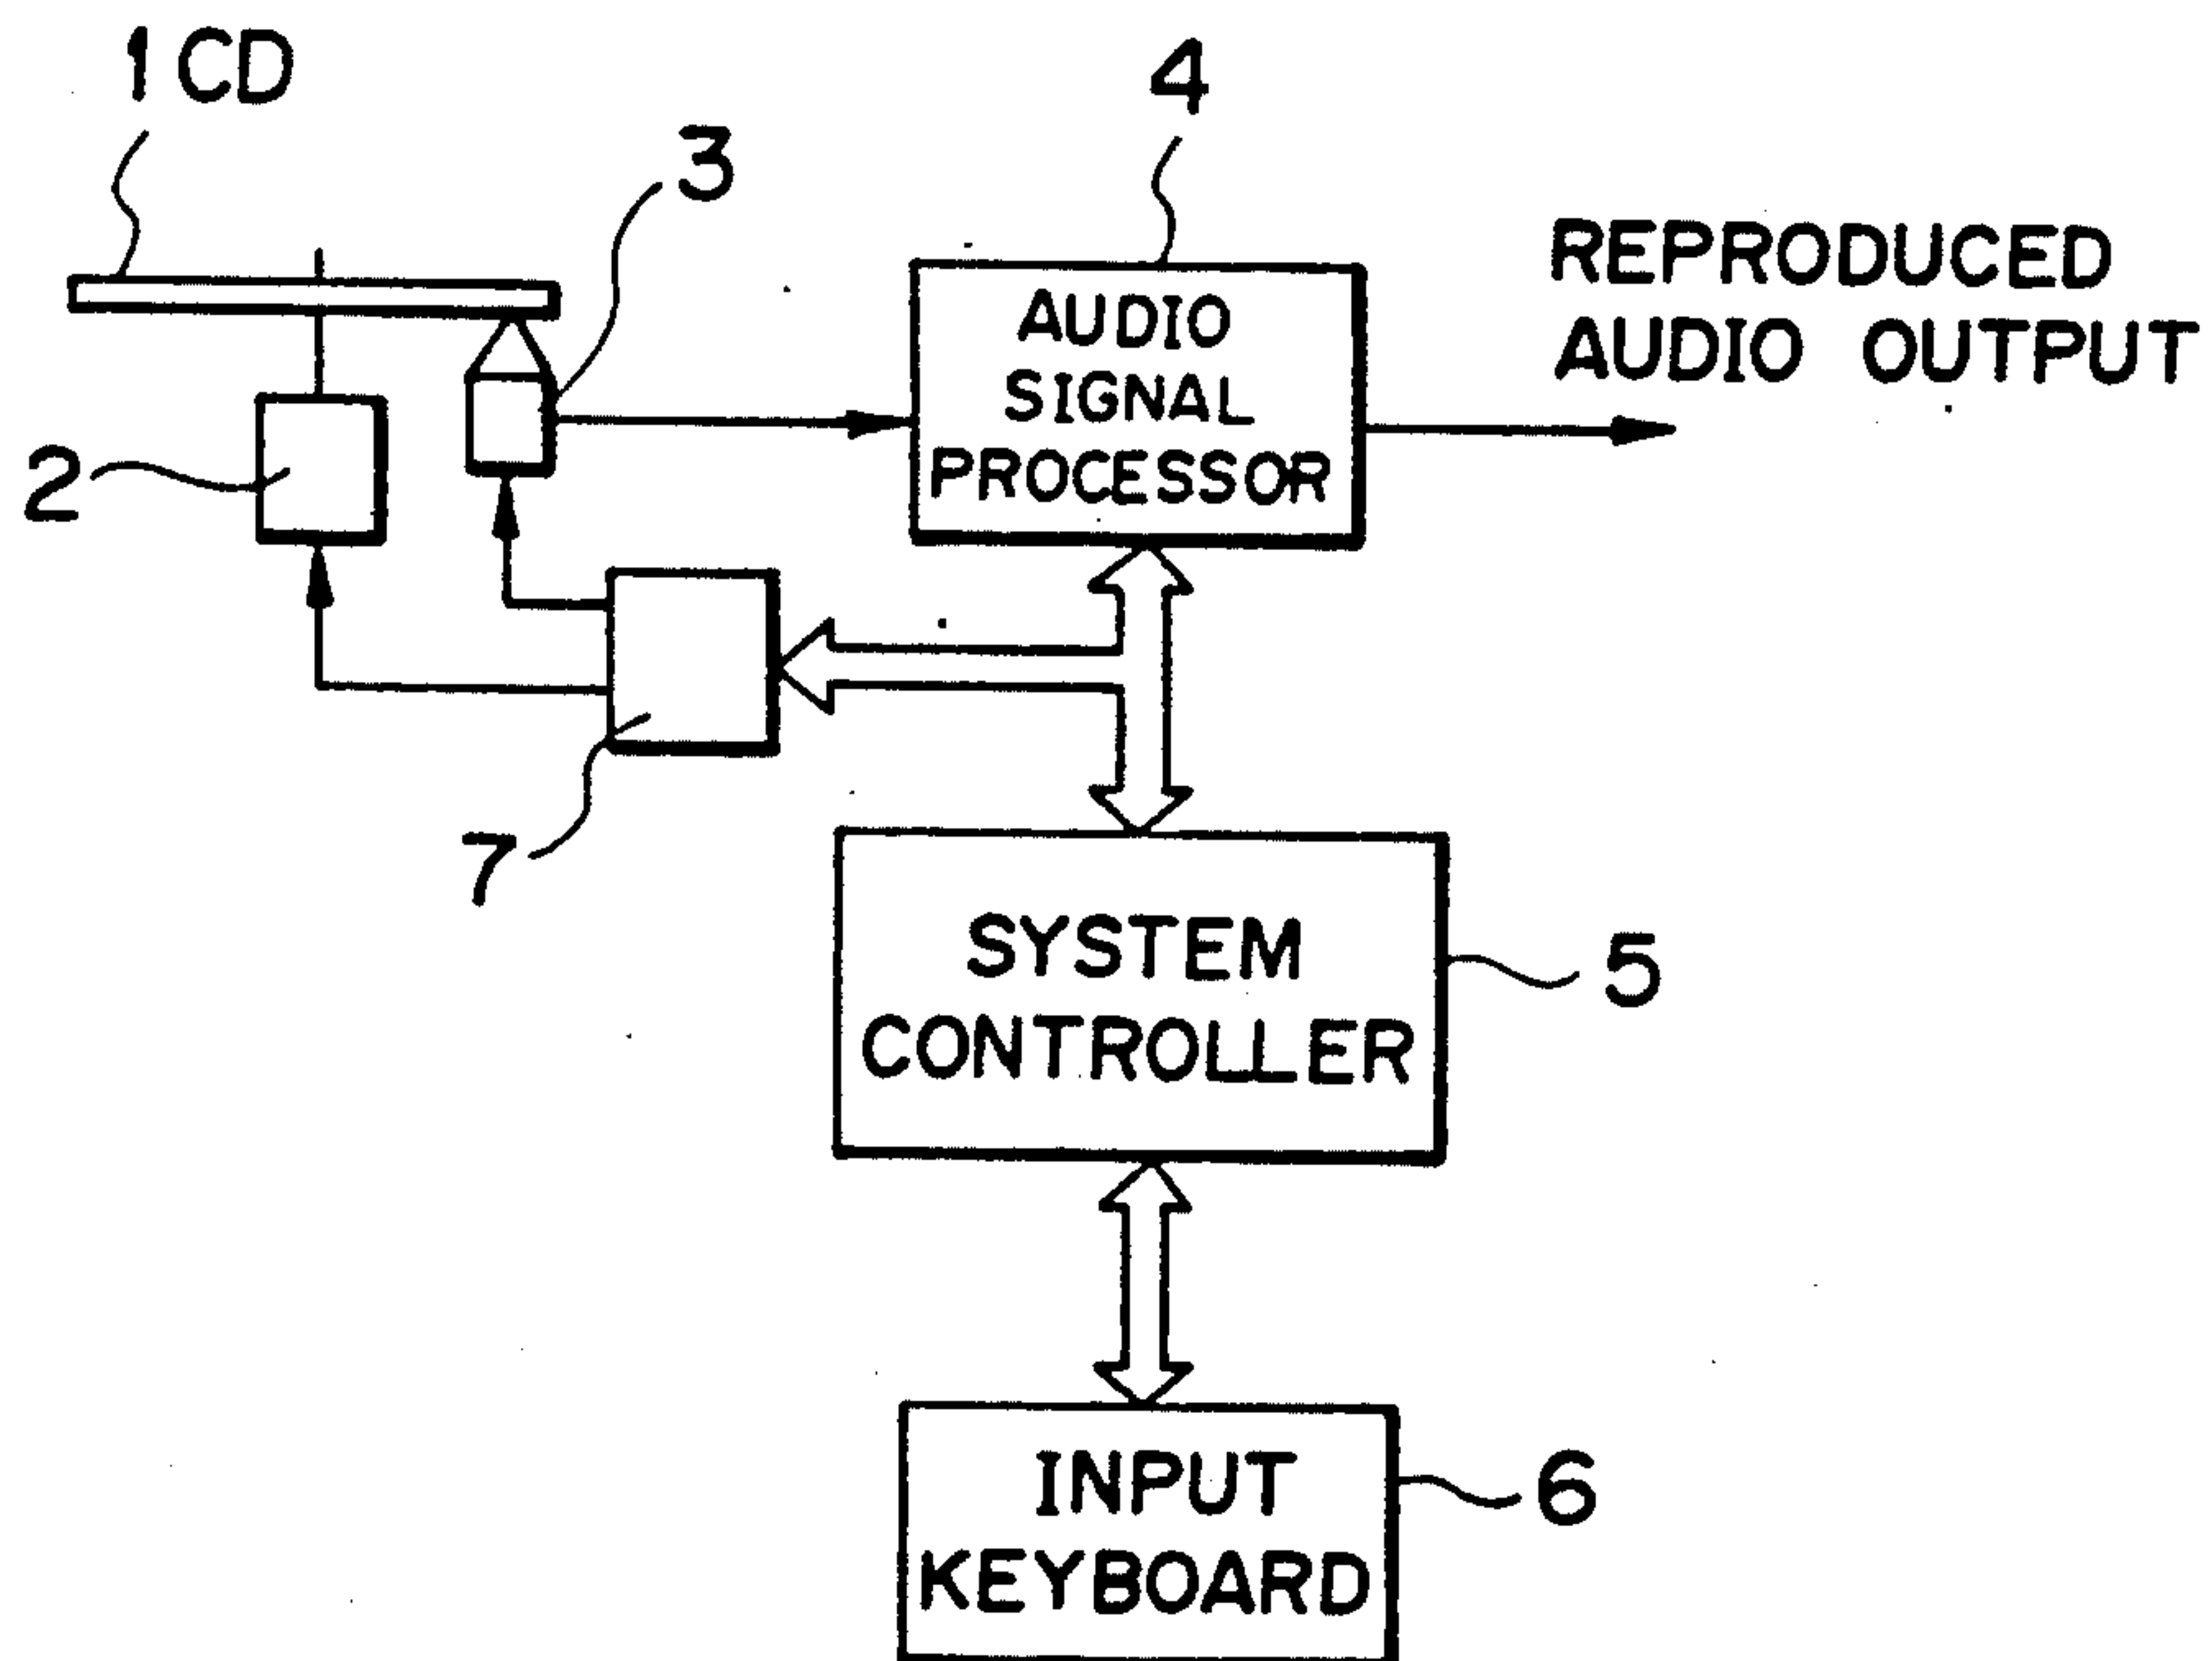 1 CD
4
3
REPRODUCED
AUDIO OUTPUT
AUDIO
SIGNAL
PROCESSOR
2
7
SYSTEM
CONTROLLER
5
INPUT
KEYBOARD
6